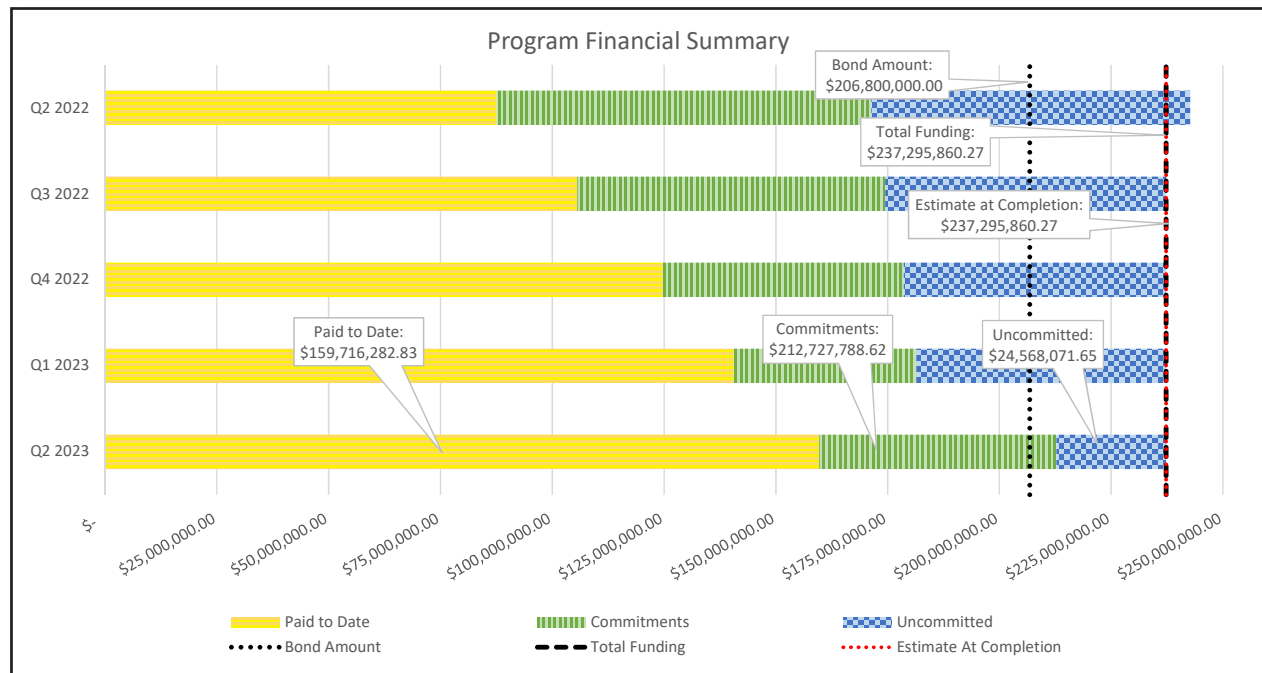 Program Financial Summary
Bond Amount:
$206,800,000.00
Q2 2022
Total Funding:
$237,295,860.27
Q3 2022
Estimate at Completion:
$237,295,860.27
Q4 2022
Paid to Date:
$159,716,282.83
Commitments:
$212,727,788.62
Uncommitted:
$24,568,071.65
Q1 2023
Q2 2023
$-
$25,000,000.00
$50,000,000.00
$75,000,000.00
$100,000,000.00
$125,000,000.00
$150,000,000.00
$175,000,000.00
$200,000,000.00
$225,000,000.00
$250,000,000.00
Paid to Date
Commitments
Uncommitted
Bond Amount
Total Funding
Estimate At Completion